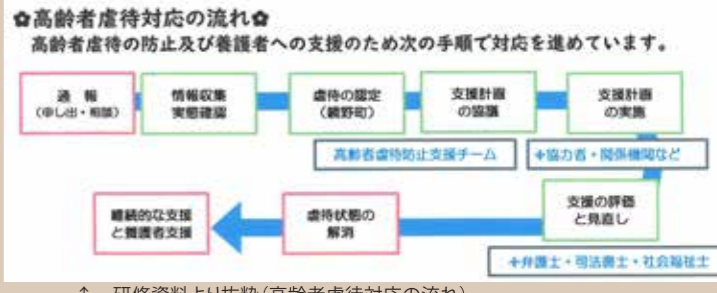 ✿高齢者虐待対応の流れ✿
高齢者虐待の防止及び養護者への支援のため次の手順で対応を進めています。
通 報
(申し出・相談)
情報収集
実態確認
虐待の認定
(鏡野町)
支援計画
の協議
支援計画
の実施
高齢者虐待防止支援チーム
+協力者・関係機関など
支援の評価
と見直し
+弁護士・司法書士・社会福祉士
虐待状態の
解消
継続的な支援
と養護者支援
↑ 研修資料より抜粋(高齢者虐待対応の流れ)